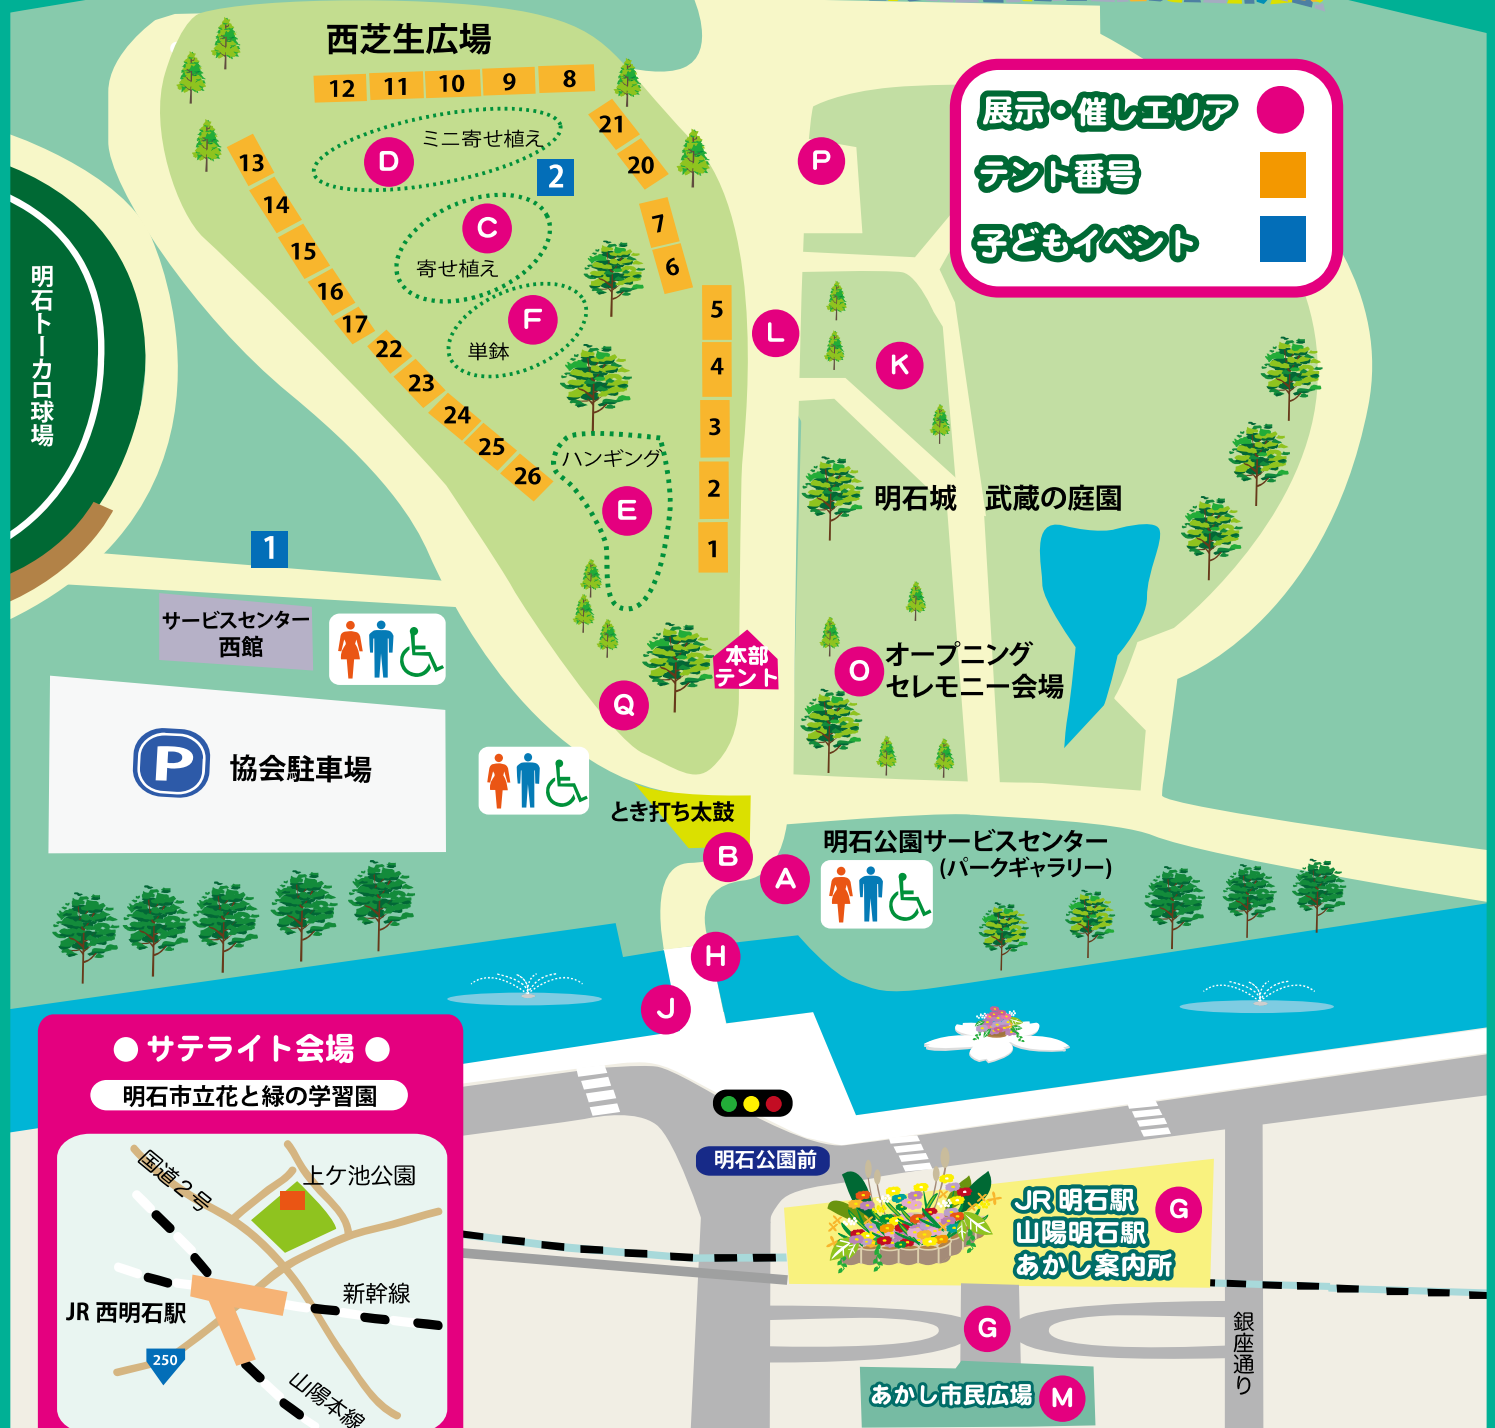 西芝生広場
12 11 10 9 8
21
20
13
14
15
16
17
22
23
24
25
26
7
6
5
4
3
2
1
D
ミニ寄せ植え
2
C
寄せ植え
F
単鉢
ハンギング
E
P
L
K
展示・催しエリア
テント番号
子どもイベント
明石トーカロ球場
明石城 武蔵の庭園
1
サービスセンター
西館
本部
テント
O
オープニング
セレモニー会場
Q
P
協会駐車場
とき打ち太鼓
B
A
明石公園サービスセンター
(パークギャラリー)
H
J
サテライト会場
明石市立花と緑の学習園
国道2号
上ケ池公園
新幹線
JR 西明石駅
250
山陽本線
明石公園前
JR 明石駅
山陽明石駅
あかし案内所
G
G
銀座通り
あかし市民広場
M